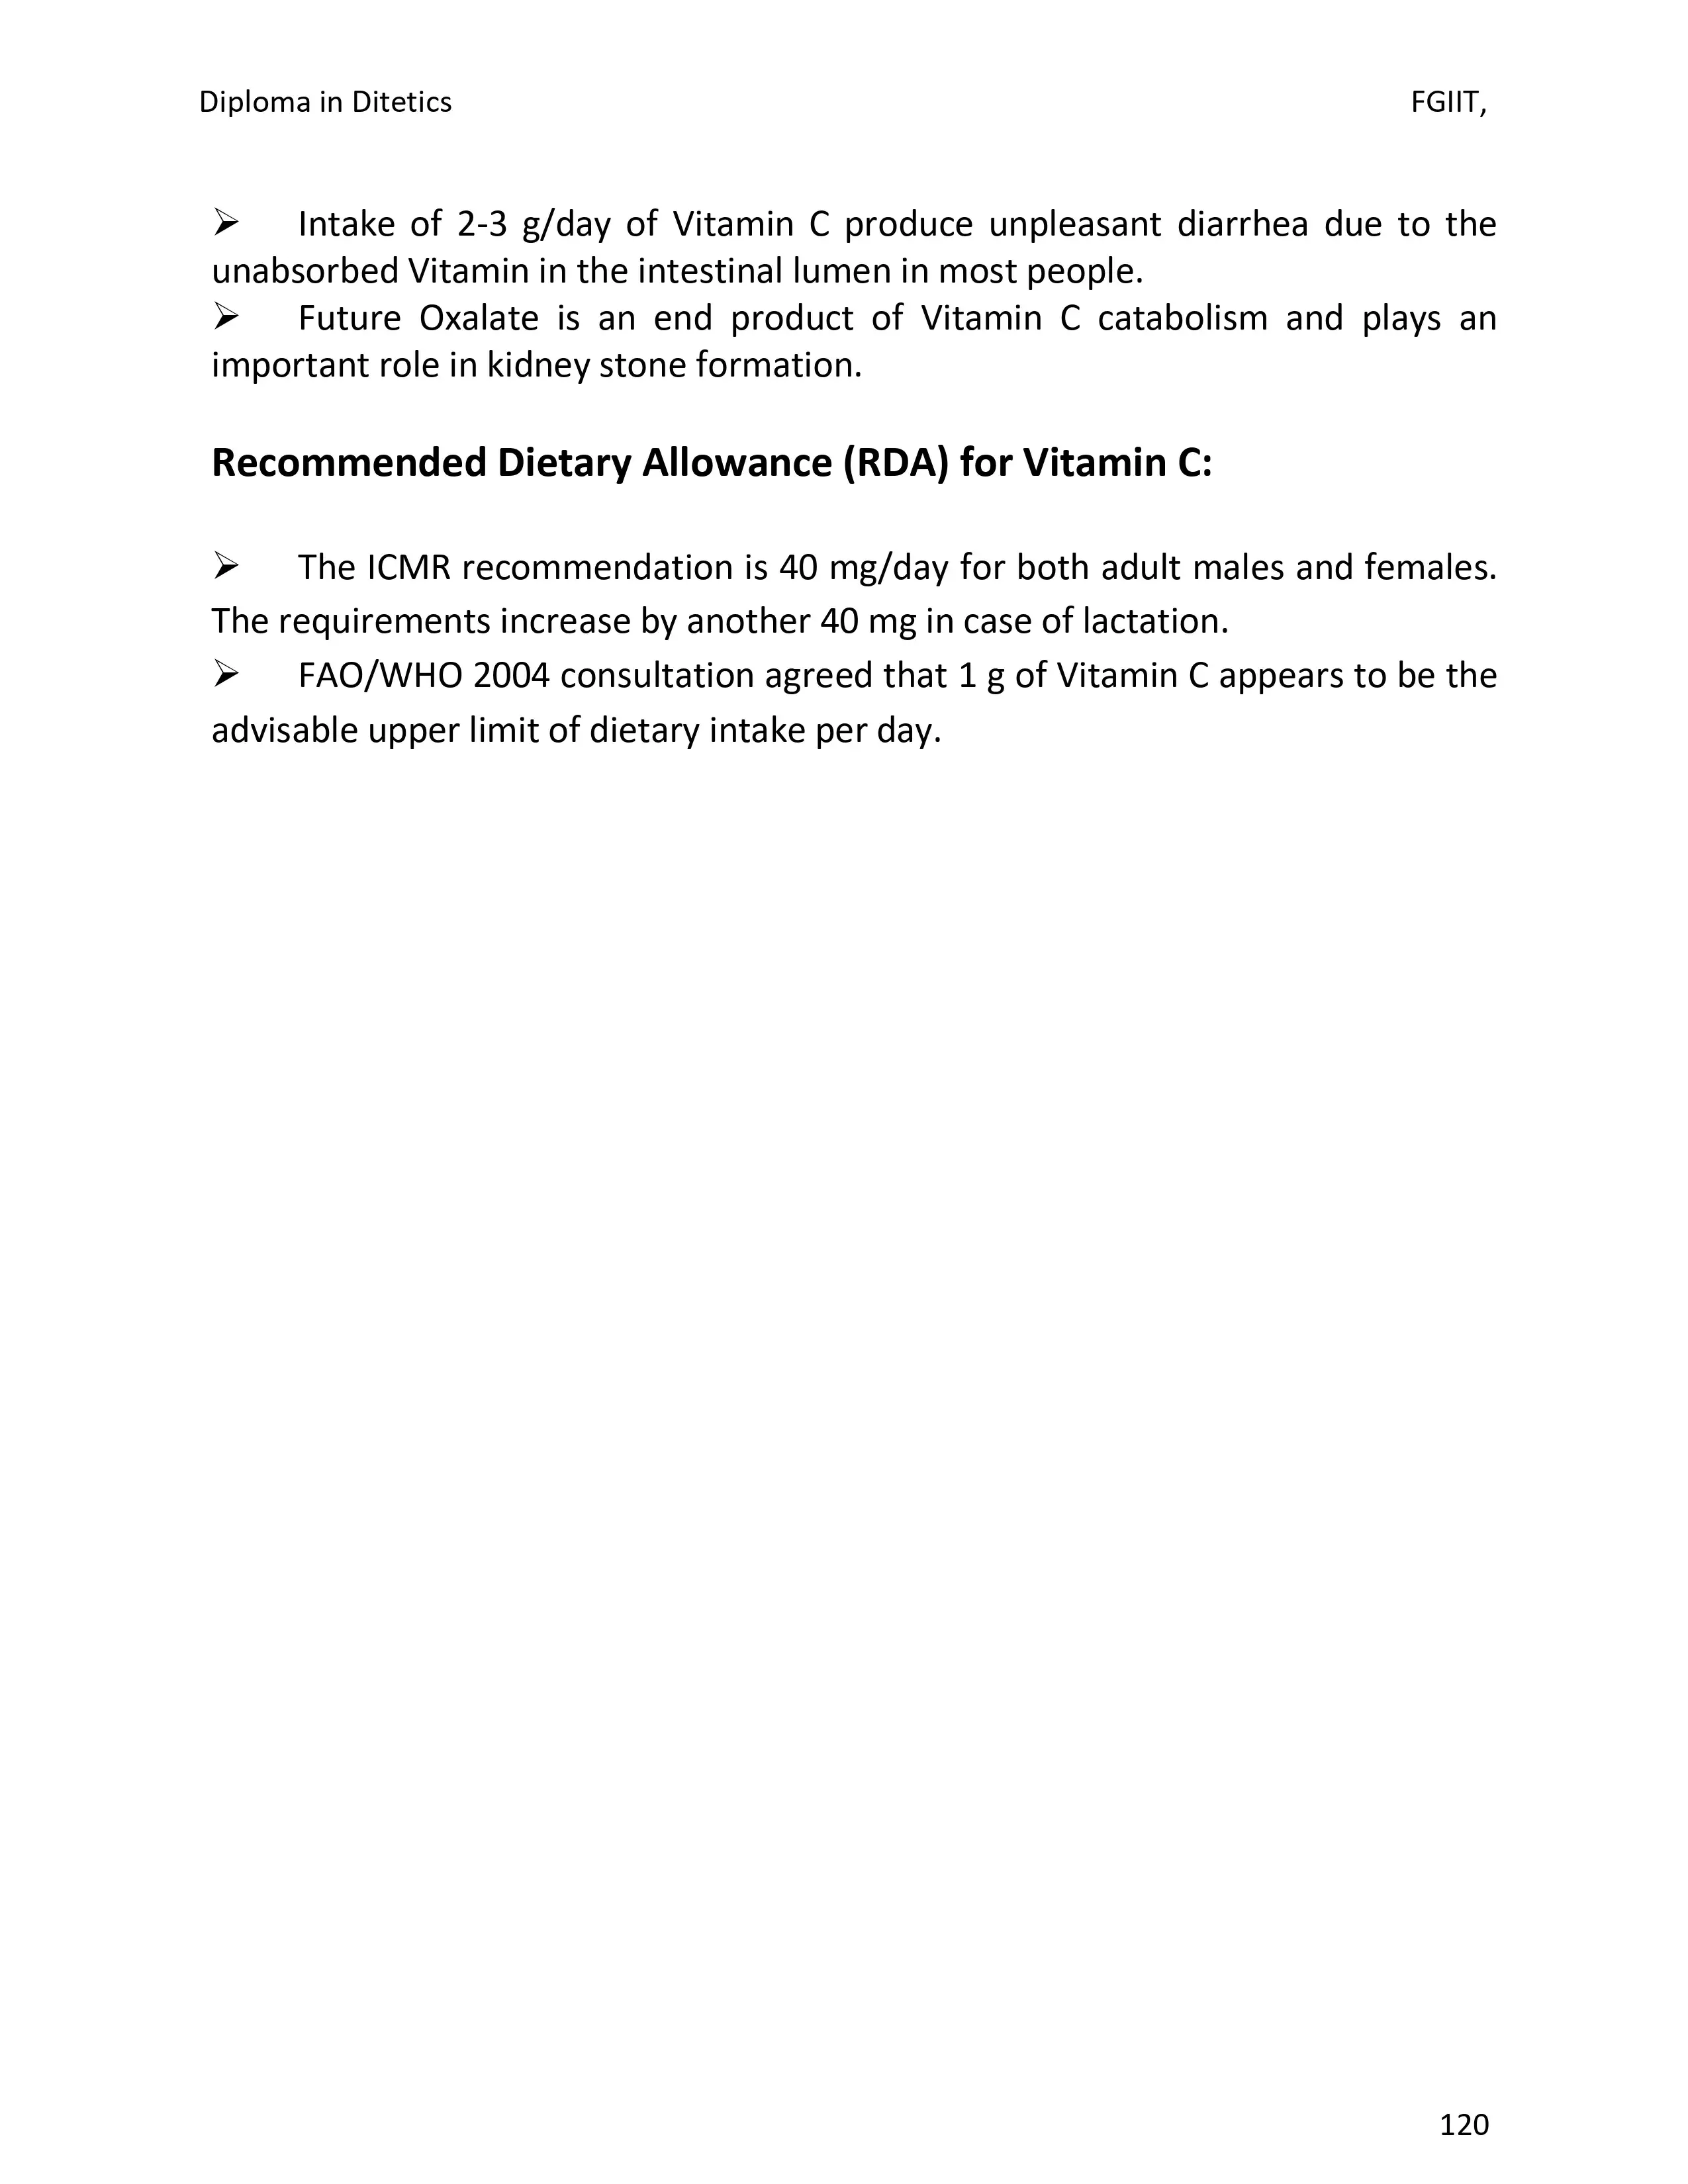 Diploma in Ditetics FGIIT,
➢ Intake of 2-3 g/day of Vitamin C produce unpleasant diarrhea due to the
unabsorbed Vitamin in the intestinal lumen in most people.
➢ Future Oxalate is an end product of Vitamin C catabolism and plays an
important role in kidney stone formation.
Recommended Dietary Allowance (RDA) for Vitamin C:
➢ The ICMR recommendation is 40 mg/day for both adult males and females.
The requirements increase by another 40 mg in case of lactation.
➢ FAO/WHO 2004 consultation agreed that 1 g of Vitamin C appears to be the
advisable upper limit of dietary intake per day.
120